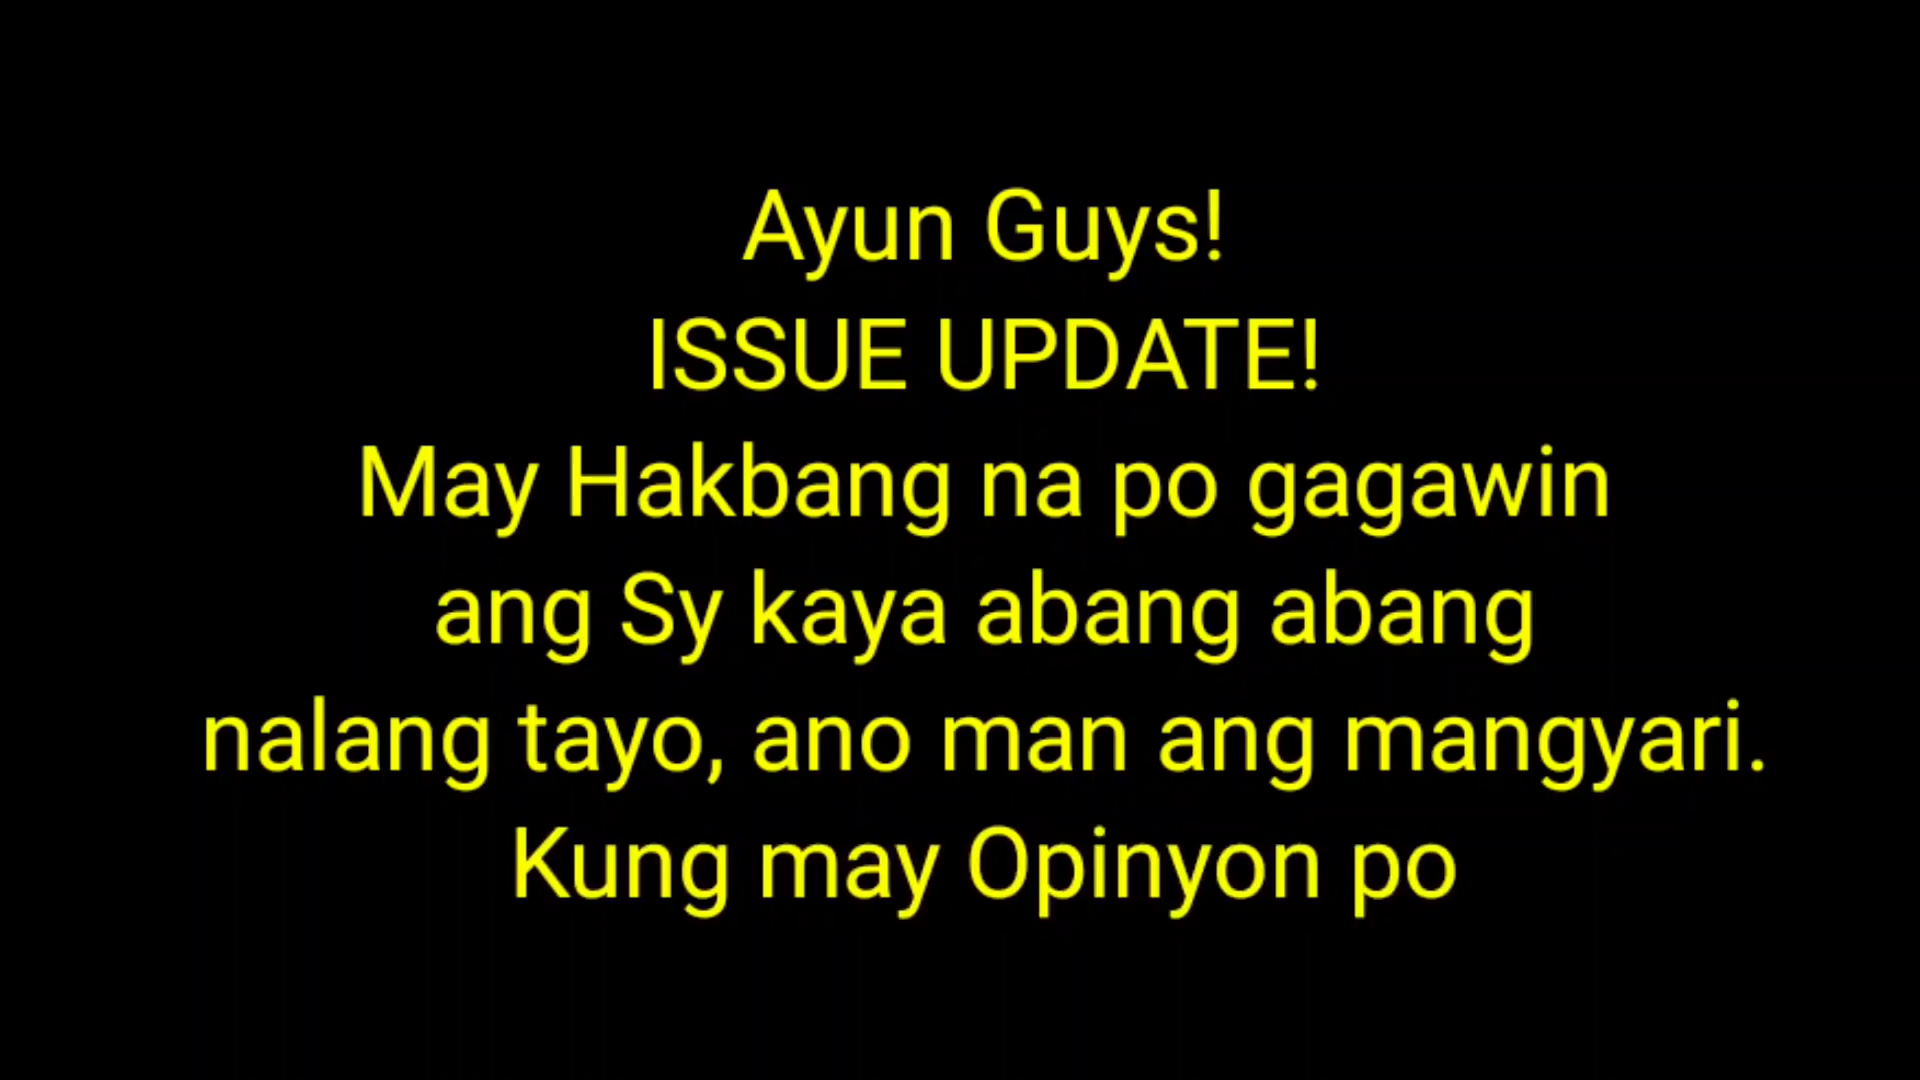 Ayun Guys!
ISSUE UPDATE!
May Hakbang na po gagawin
ang Sy kaya abang abang
nalang tayo, ano man ang mangyari.
Kung may Opinyon po